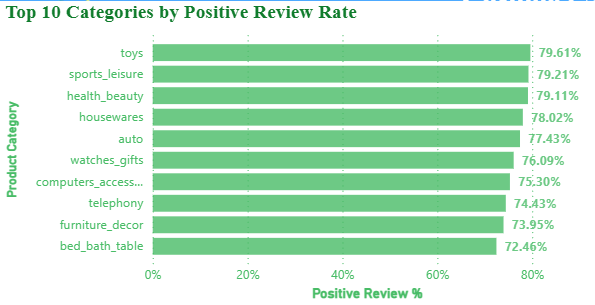 Top 10 Categories by Positive Review Rate
toys 79.61%
sports_leisure 79.21%
health_beauty 79.11%
housewares 78.02%
auto 77.43%
watches_gifts 76.09%
computers_access... 75.30%
telephony 74.43%
furniture_decor 73.95%
bed_bath_table 72.46%
0% 20% 40% 60% 80%
Positive Review %
Product Category